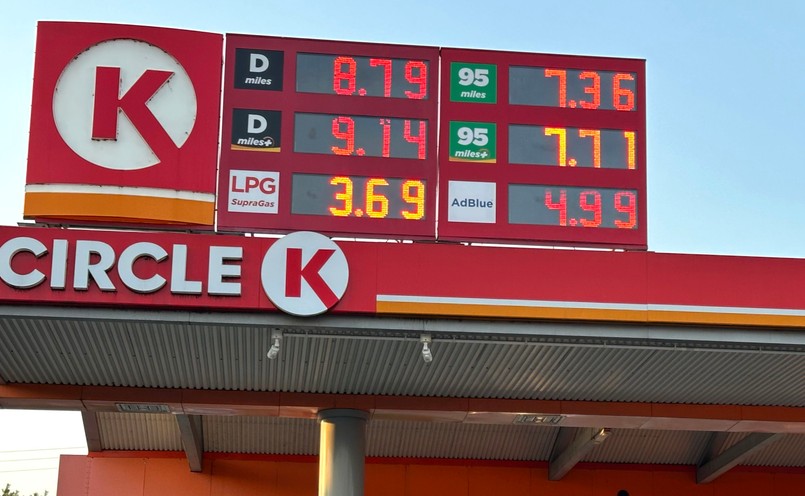 K
D miles 8.79
D miles+ 9.14
LPG SupraGas 3.69
95 miles 7.36
95 miles+ 7.71
AdBlue 4.99
CIRCLE K